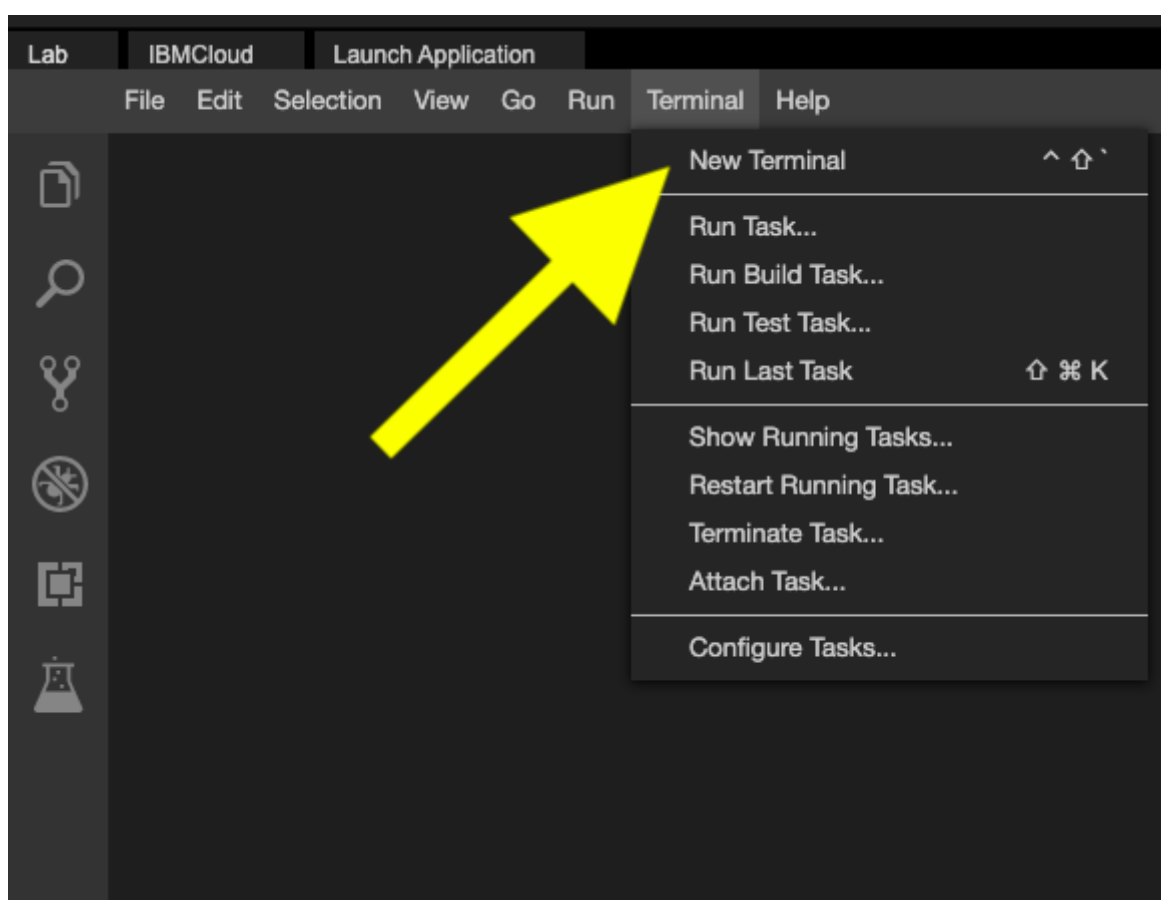 Lab IBMCloud Launch Application
File Edit Selection View Go Run Terminal Help
New Terminal ^ ⇧ `
Run Task...
Run Build Task...
Run Test Task...
Run Last Task ⇧ ⌘ K
Show Running Tasks...
Restart Running Task...
Terminate Task...
Attach Task...
Configure Tasks...